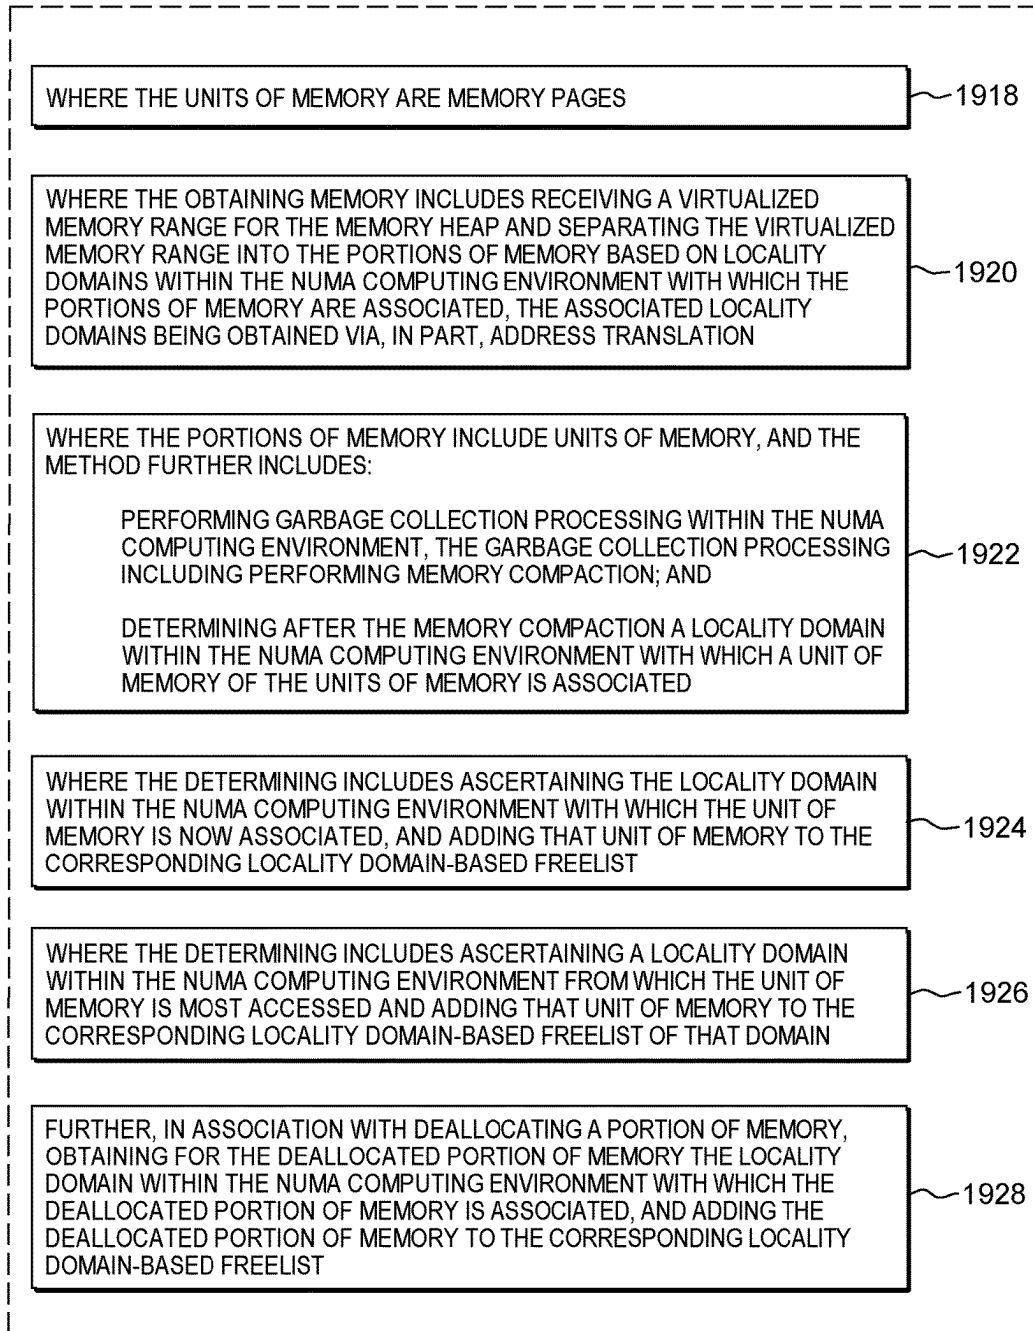 WHERE THE UNITS OF MEMORY ARE MEMORY PAGES
1918
WHERE THE OBTAINING MEMORY INCLUDES RECEIVING A VIRTUALIZED
MEMORY RANGE FOR THE MEMORY HEAP AND SEPARATING THE VIRTUALIZED
MEMORY RANGE INTO THE PORTIONS OF MEMORY BASED ON LOCALITY
DOMAINS WITHIN THE NUMA COMPUTING ENVIRONMENT WITH WHICH THE
PORTIONS OF MEMORY ARE ASSOCIATED, THE ASSOCIATED LOCALITY
DOMAINS BEING OBTAINED VIA, IN PART, ADDRESS TRANSLATION
1920
WHERE THE PORTIONS OF MEMORY INCLUDE UNITS OF MEMORY, AND THE
METHOD FURTHER INCLUDES:
PERFORMING GARBAGE COLLECTION PROCESSING WITHIN THE NUMA
COMPUTING ENVIRONMENT, THE GARBAGE COLLECTION PROCESSING
INCLUDING PERFORMING MEMORY COMPACTION; AND
DETERMINING AFTER THE MEMORY COMPACTION A LOCALITY DOMAIN
WITHIN THE NUMA COMPUTING ENVIRONMENT WITH WHICH A UNIT OF
MEMORY OF THE UNITS OF MEMORY IS ASSOCIATED
1922
WHERE THE DETERMINING INCLUDES ASCERTAINING THE LOCALITY DOMAIN
WITHIN THE NUMA COMPUTING ENVIRONMENT WITH WHICH THE UNIT OF
MEMORY IS NOW ASSOCIATED, AND ADDING THAT UNIT OF MEMORY TO THE
CORRESPONDING LOCALITY DOMAIN-BASED FREELIST
1924
WHERE THE DETERMINING INCLUDES ASCERTAINING A LOCALITY DOMAIN
WITHIN THE NUMA COMPUTING ENVIRONMENT FROM WHICH THE UNIT OF
MEMORY IS MOST ACCESSED AND ADDING THAT UNIT OF MEMORY TO THE
CORRESPONDING LOCALITY DOMAIN-BASED FREELIST OF THAT DOMAIN
1926
FURTHER, IN ASSOCIATION WITH DEALLOCATING A PORTION OF MEMORY,
OBTAINING FOR THE DEALLOCATED PORTION OF MEMORY THE LOCALITY
DOMAIN WITHIN THE NUMA COMPUTING ENVIRONMENT WITH WHICH THE
DEALLOCATED PORTION OF MEMORY IS ASSOCIATED, AND ADDING THE
DEALLOCATED PORTION OF MEMORY TO THE CORRESPONDING LOCALITY
DOMAIN-BASED FREELIST
1928